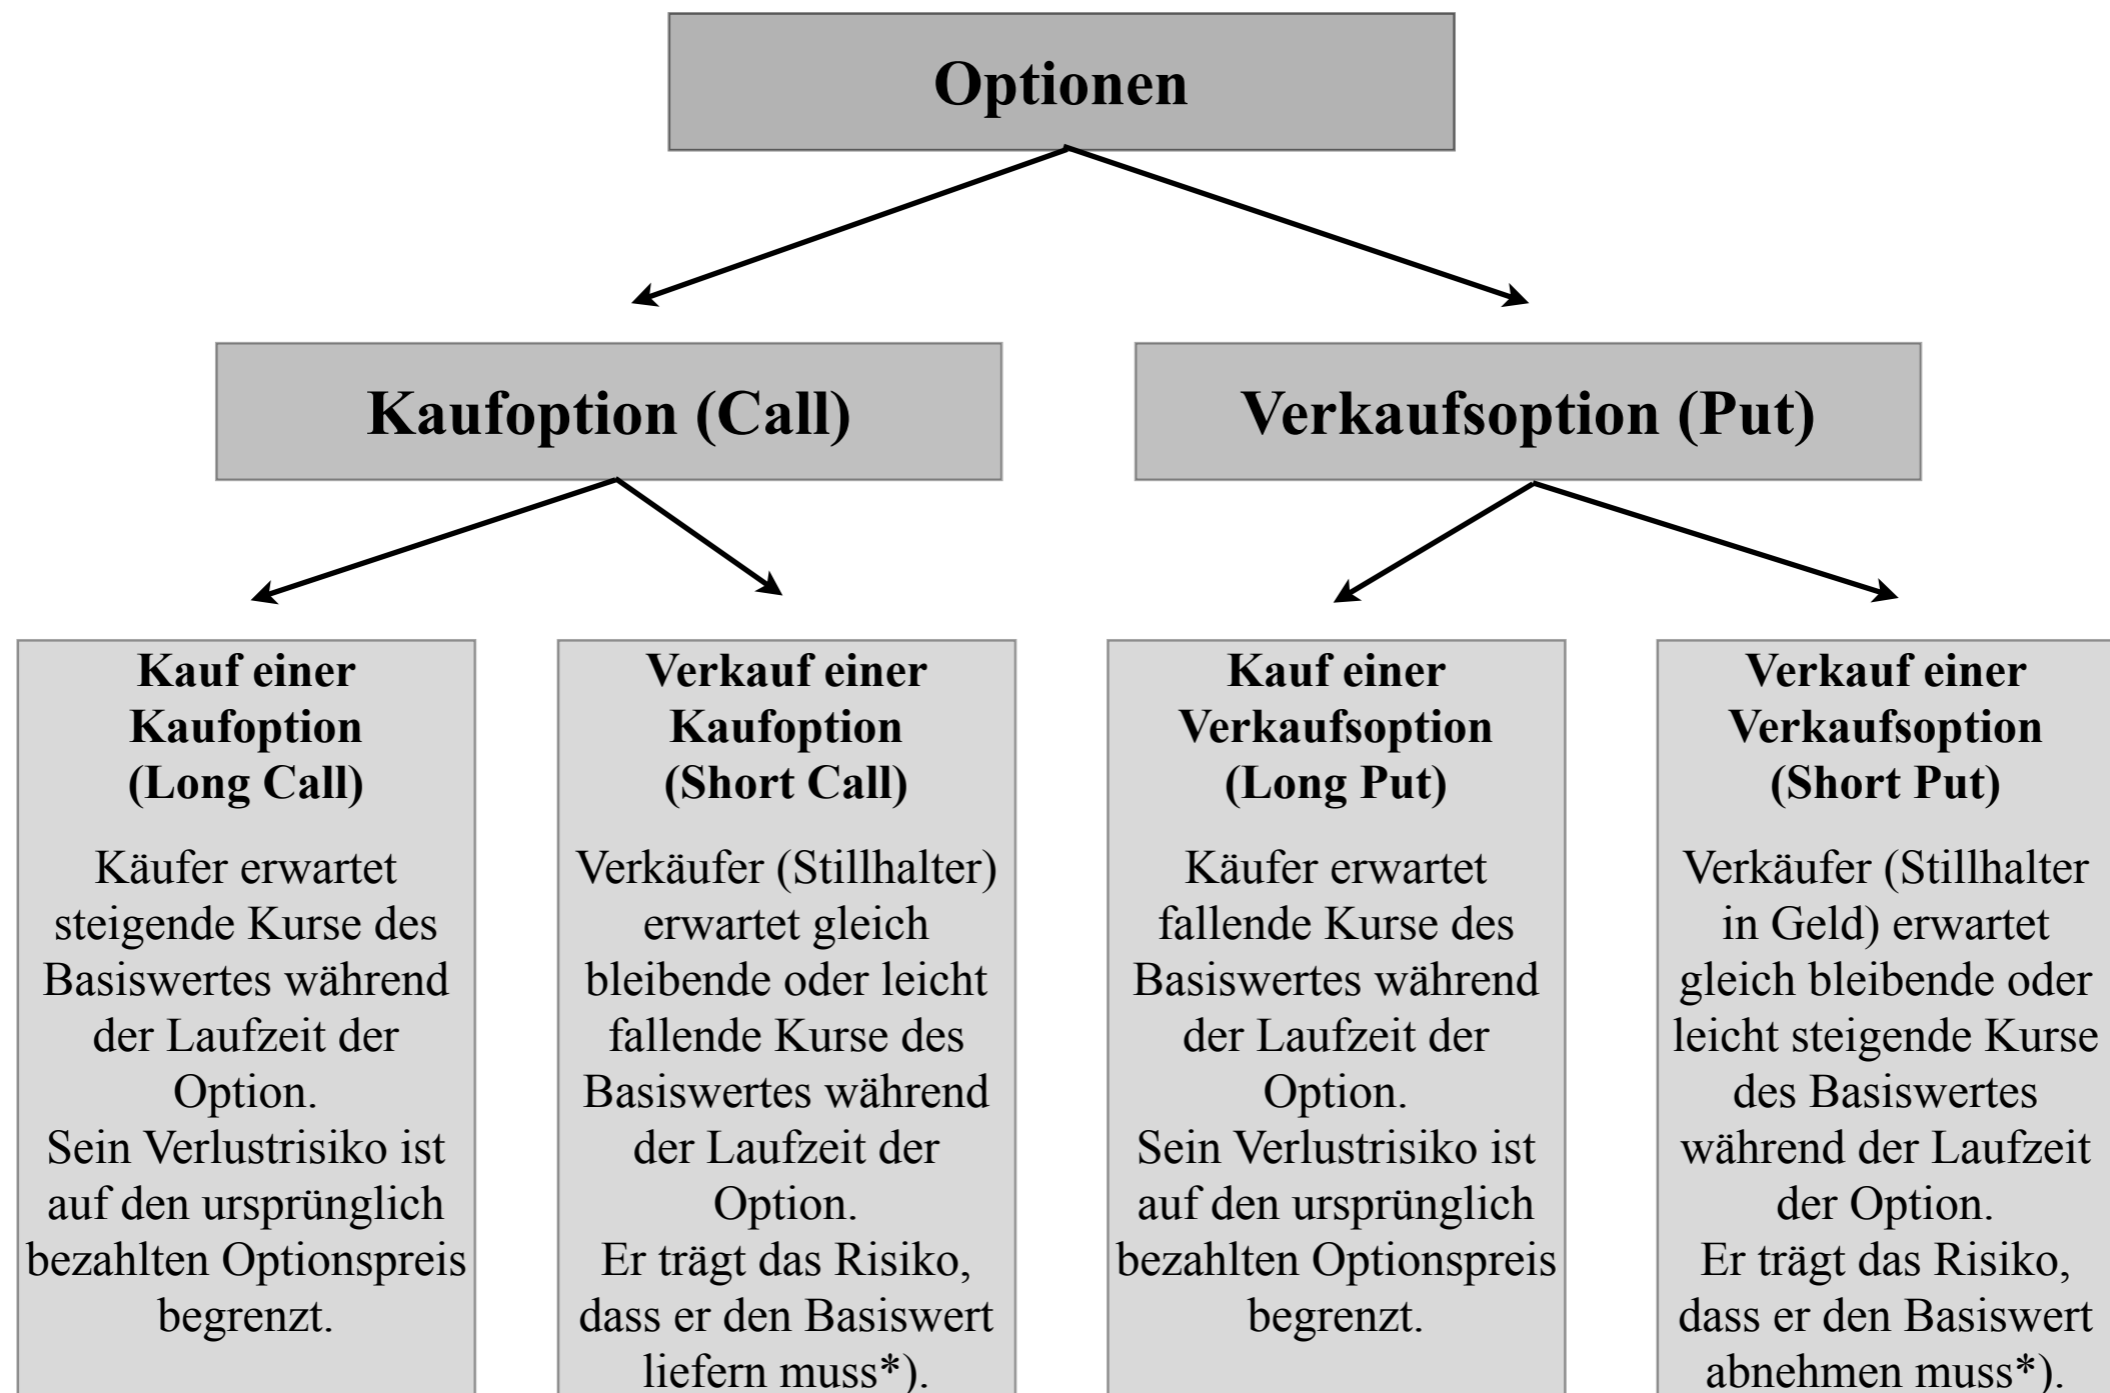 Optionen
Kaufoption (Call)
Verkaufsoption (Put)
Kauf einer
Kaufoption
(Long Call)
Käufer erwartet
steigende Kurse des
Basiswertes während
der Laufzeit der
Option.
Sein Verlustrisiko ist
auf den ursprünglich
bezahlten Optionspreis
begrenzt.
Verkauf einer
Kaufoption
(Short Call)
Verkäufer (Stillhalter)
erwartet gleich
bleibende oder leicht
fallende Kurse des
Basiswertes während
der Laufzeit der
Option.
Er trägt das Risiko,
dass er den Basiswert
liefern muss*).
Kauf einer
Verkaufsoption
(Long Put)
Käufer erwartet
fallende Kurse des
Basiswertes während
der Laufzeit der
Option.
Sein Verlustrisiko ist
auf den ursprünglich
bezahlten Optionspreis
begrenzt.
Verkauf einer
Verkaufsoption
(Short Put)
Verkäufer (Stillhalter
in Geld) erwartet
gleich bleibende oder
leicht steigende Kurse
des Basiswertes
während der Laufzeit
der Option.
Er trägt das Risiko,
dass er den Basiswert
abnehmen muss*).